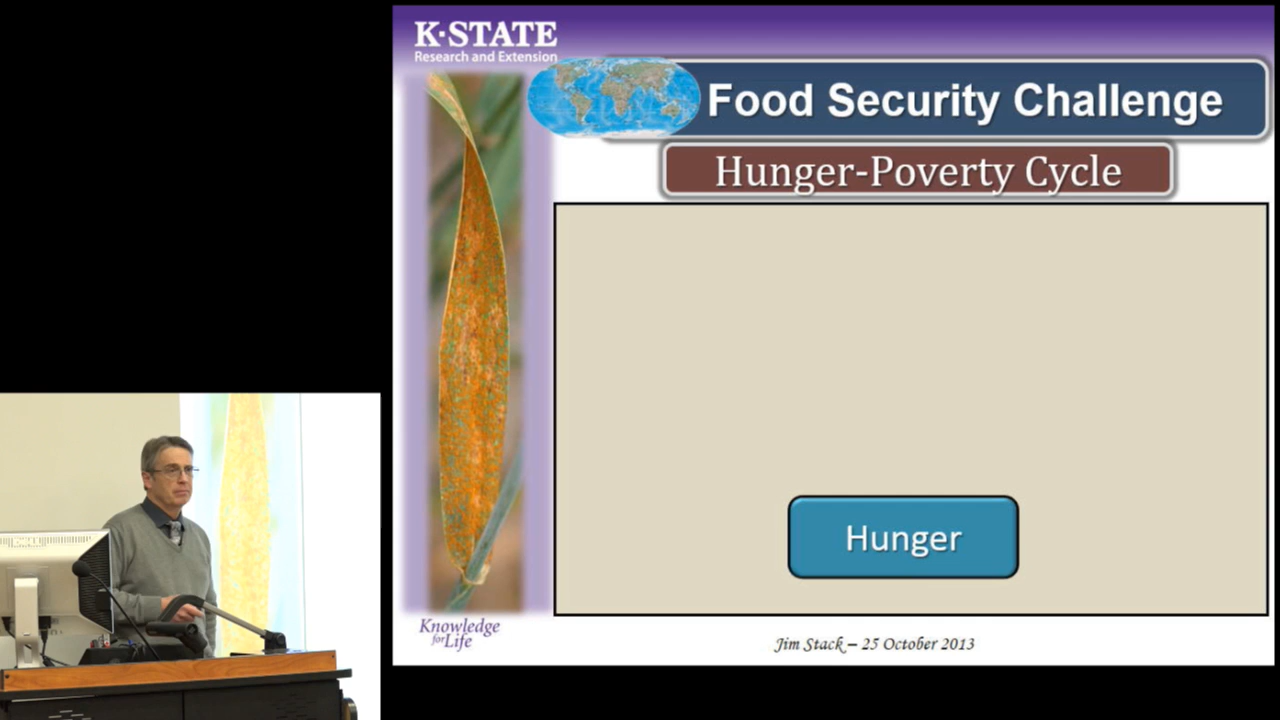 K·STATE
Research and Extension
Food Security Challenge
Hunger-Poverty Cycle
Hunger
Knowledge
for Life
Jim Stack – 25 October 2013